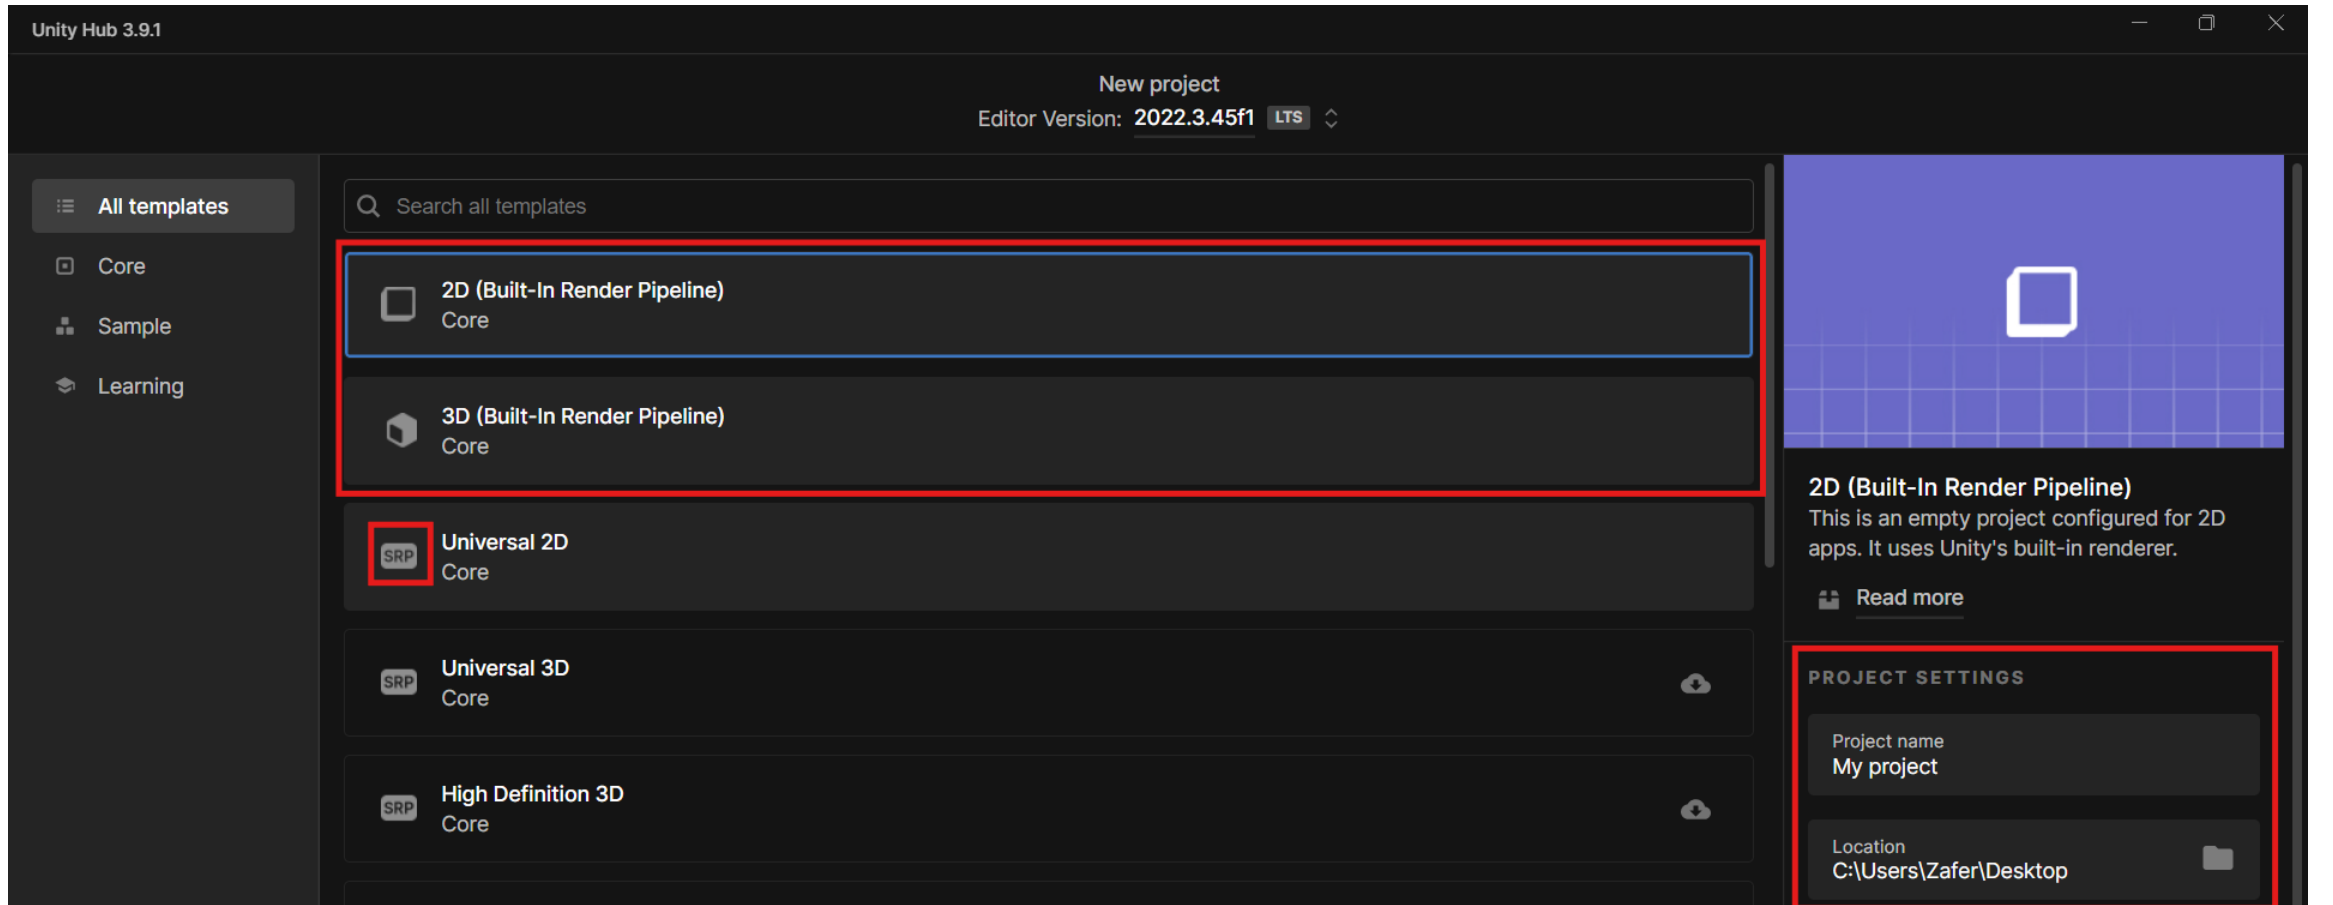 Unity Hub 3.9.1
New project
Editor Version: 2022.3.45f1 LTS
All templates
Core
Sample
Learning
Search all templates
2D (Built-In Render Pipeline)
Core
3D (Built-In Render Pipeline)
Core
SRP
Universal 2D
Core
SRP
Universal 3D
Core
SRP
High Definition 3D
Core
2D (Built-In Render Pipeline)
This is an empty project configured for 2D
apps. It uses Unity's built-in renderer.
Read more
PROJECT SETTINGS
Project name
My project
Location
C:\Users\Zafer\Desktop